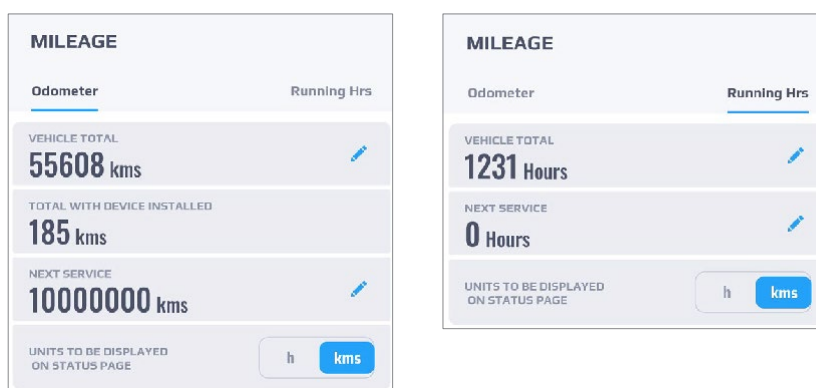 MILEAGE
Odometer Running Hrs
VEHICLE TOTAL
55608 kms
TOTAL WITH DEVICE INSTALLED
185 kms
NEXT SERVICE
10000000 kms
UNITS TO BE DISPLAYED
ON STATUS PAGE
h kms
MILEAGE
Odometer Running Hrs
VEHICLE TOTAL
1231 Hours
NEXT SERVICE
0 Hours
UNITS TO BE DISPLAYED
ON STATUS PAGE
h kms